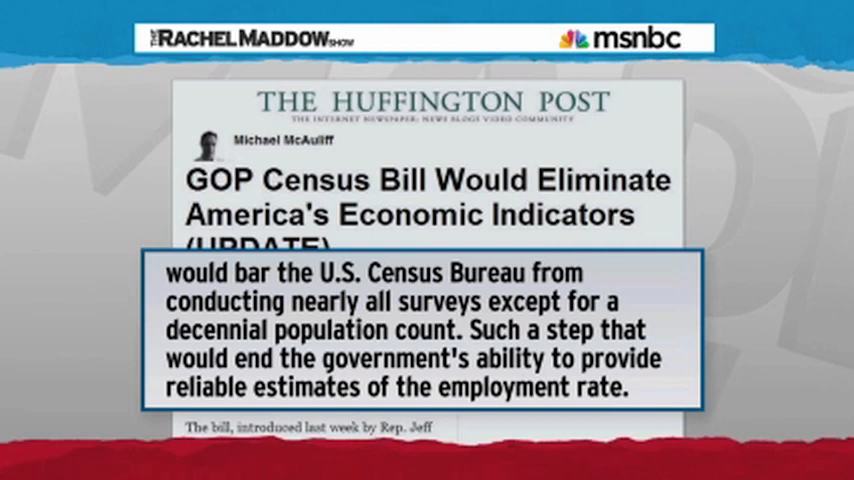 THE RACHEL MADDOW SHOW
msnbc
THE HUFFINGTON POST
THE INTERNET NEWSPAPER: NEWS BLOGS VIDEO COMMUNITY
Michael McAuliff
GOP Census Bill Would Eliminate
America's Economic Indicators
(UPDATE)
would bar the U.S. Census Bureau from
conducting nearly all surveys except for a
decennial population count. Such a step that
would end the government's ability to provide
reliable estimates of the employment rate.
The bill, introduced last week by Rep. Jeff